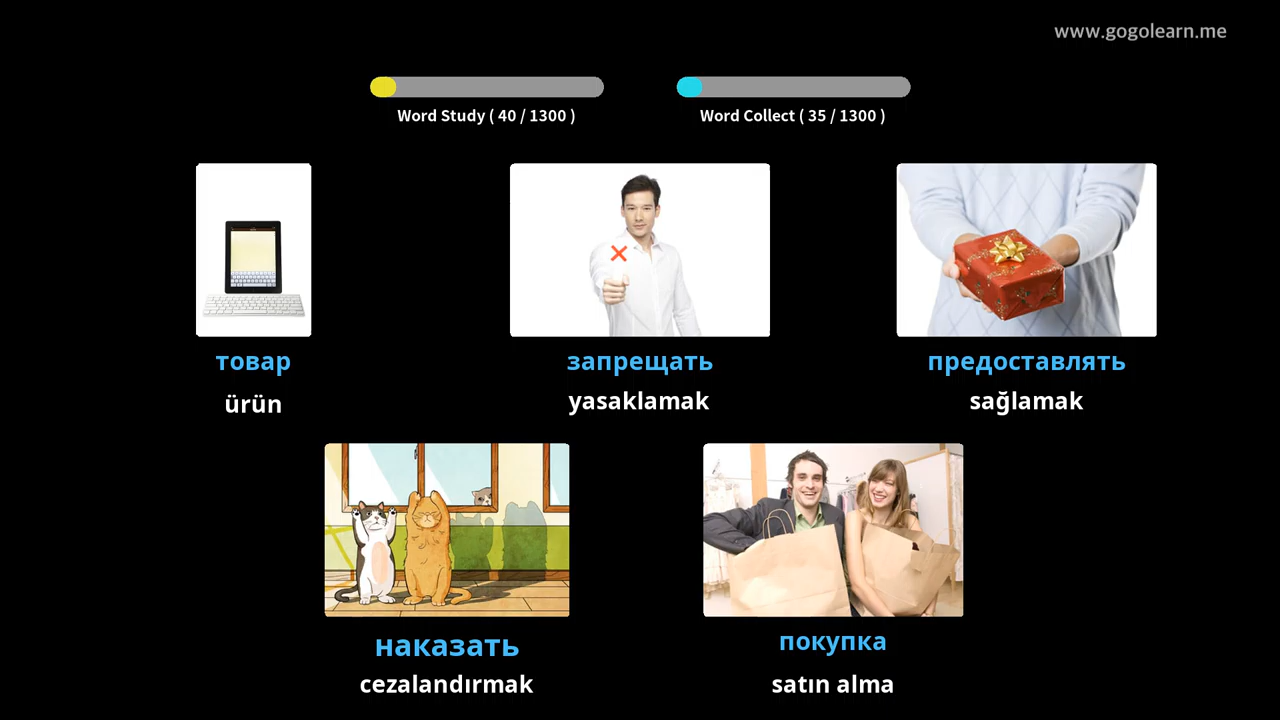 www.gogolearn.me
Word Study ( 40 / 1300 )
Word Collect ( 35 / 1300 )
товар
запрещать
предоставлять
ürün
yasaklamak
sağlamak
наказать
покупка
cezalandırmak
satın alma